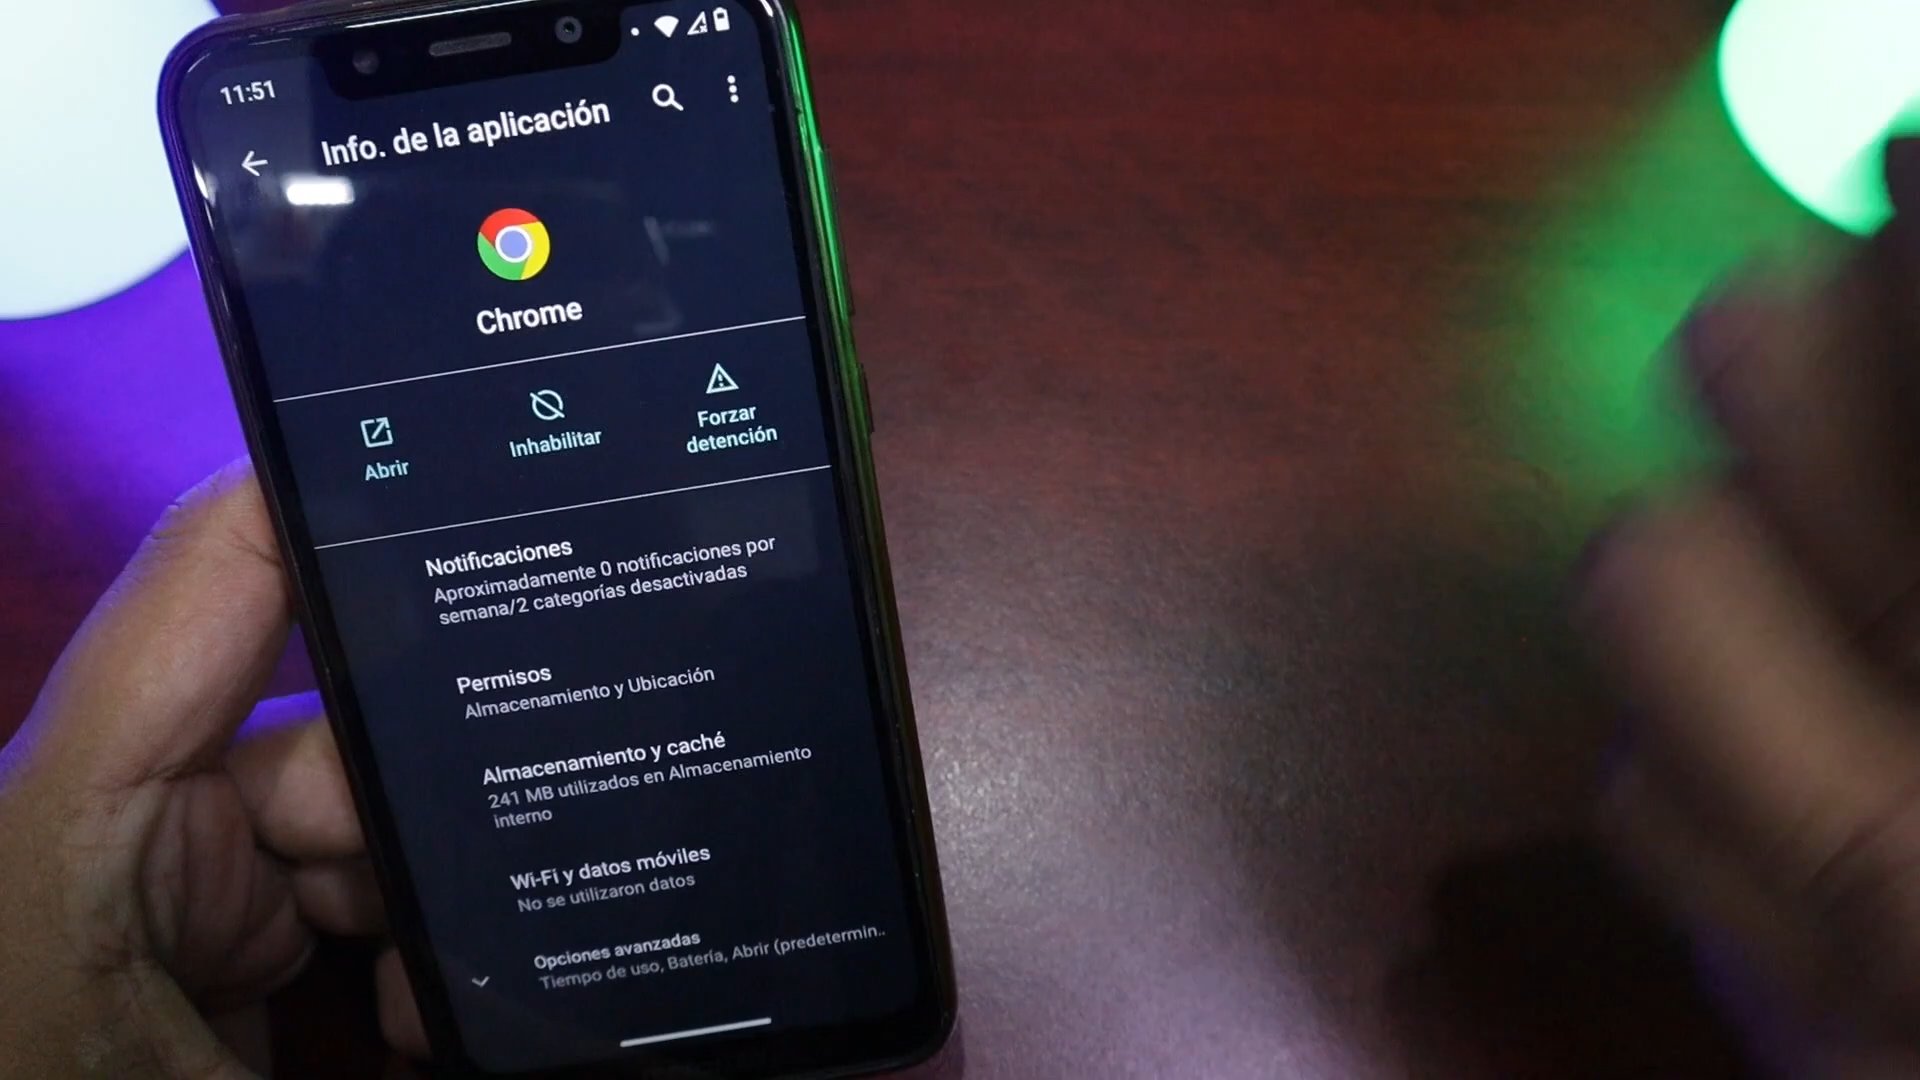 11:51
Info. de la aplicación
Chrome
Abrir
Inhabilitar
Forzar
detención
Notificaciones
Aproximadamente 0 notificaciones por
semana/2 categorías desactivadas
Permisos
Almacenamiento y Ubicación
Almacenamiento y caché
241 MB utilizados en Almacenamiento
interno
Wi-Fi y datos móviles
No se utilizaron datos
Opciones avanzadas
Tiempo de uso, Batería, Abrir (predetermin..